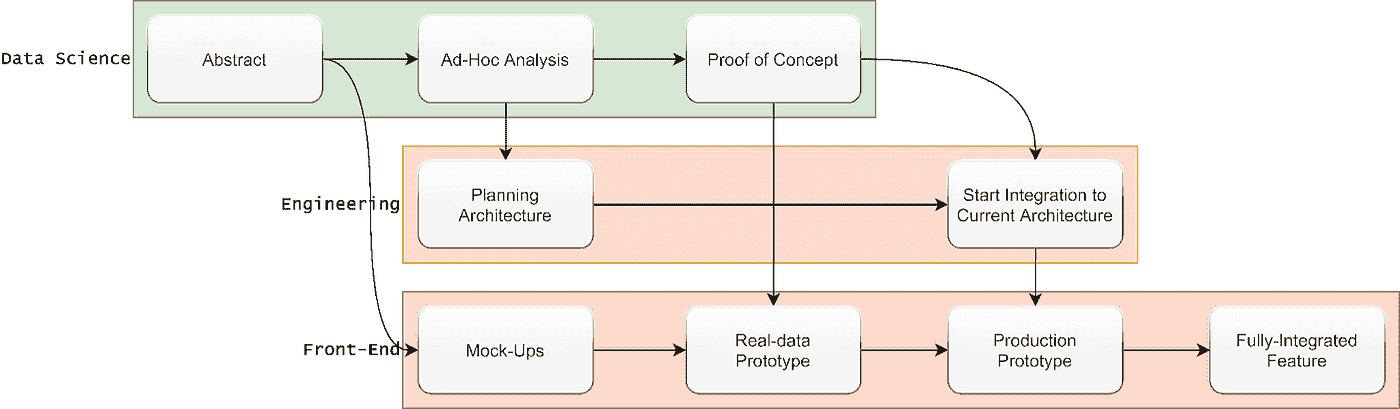 Data Science
Abstract
Ad-Hoc Analysis
Proof of Concept
Engineering
Planning
Architecture
Start Integration to
Current Architecture
Front-End
Mock-Ups
Real-data
Prototype
Production
Prototype
Fully-Integrated
Feature